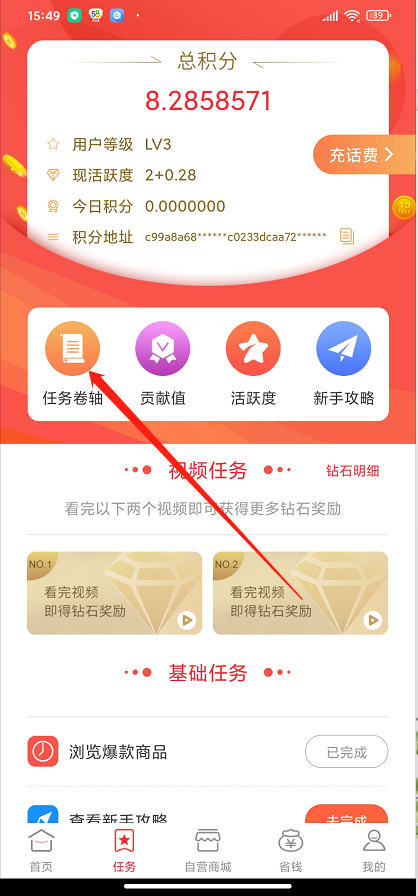 15:49
58
39
总积分
8.2858571
用户等级 LV3
充话费
现活跃度 2+0.28
今日积分 0.0000000
积分地址 c99a8a68******c0233dcaa72******
积
任务卷轴 贡献值 活跃度 新手攻略
视频任务 钻石明细
看完以下两个视频即可获得更多钻石奖励
NO.1 NO.2
看完视频 看完视频
即得钻石奖励 即得钻石奖励
基础任务
浏览爆款商品 已完成
查看新手攻略 去完成
首页 任务 自营商城 省钱 我的